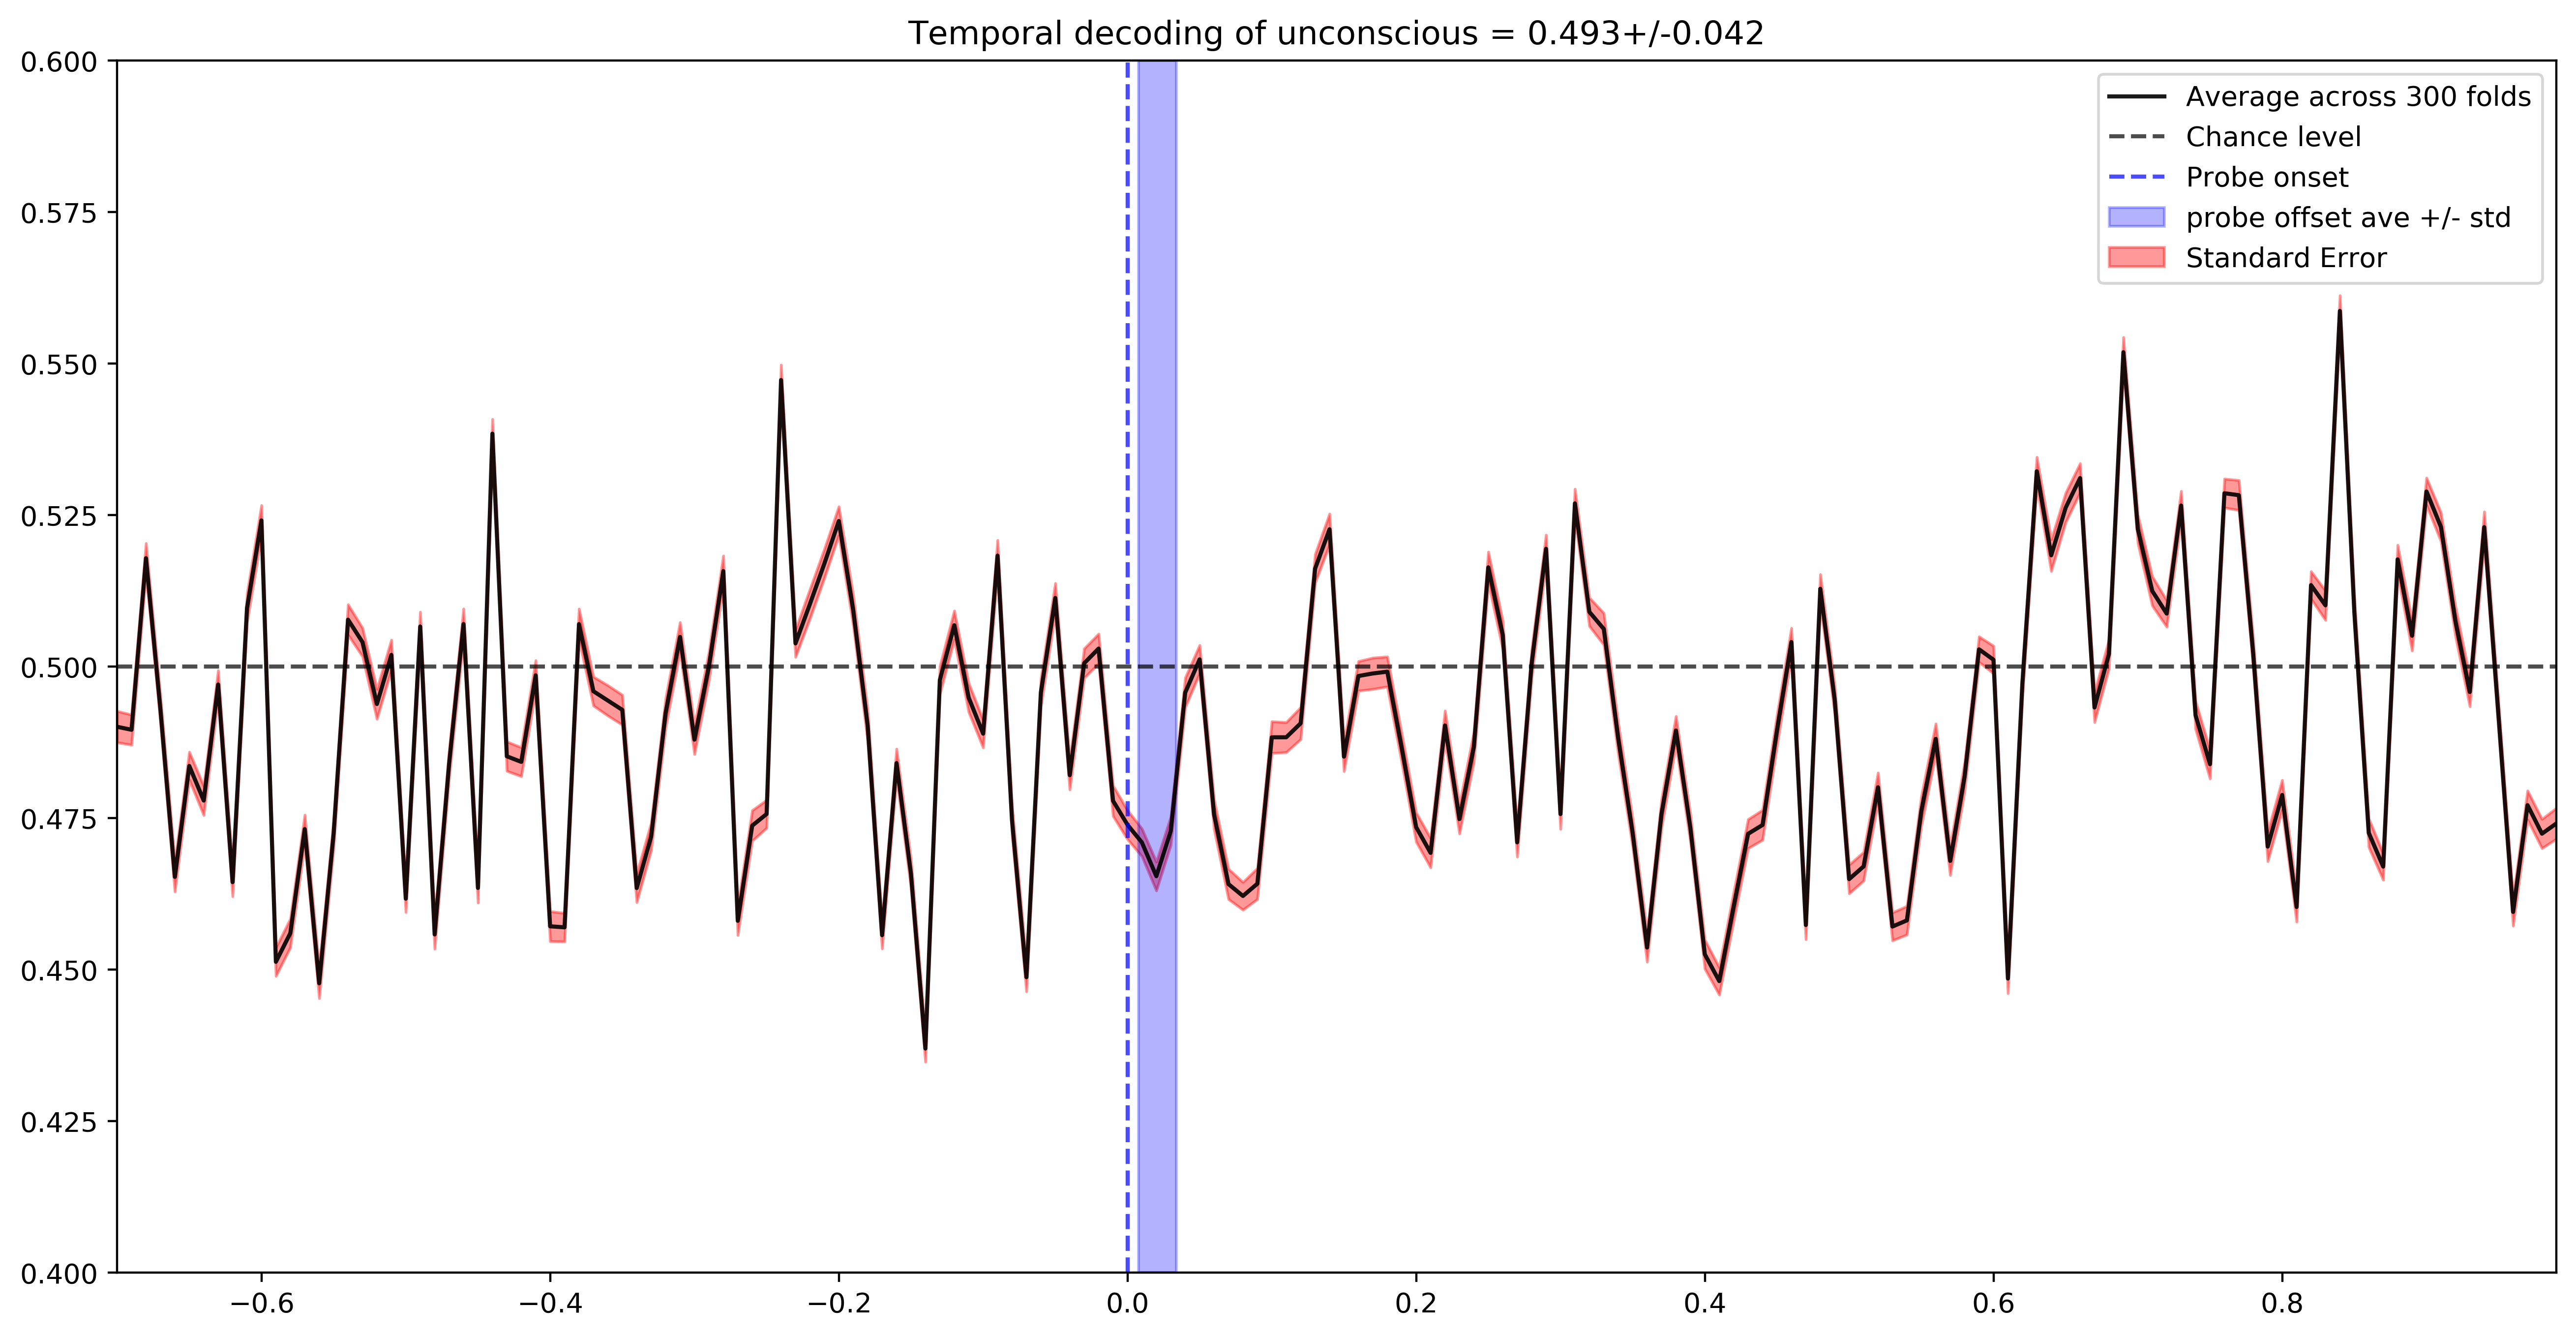 Temporal decoding of unconscious = 0.493+/-0.042
0.600
0.575
0.550
0.525
0.500
0.475
0.450
0.425
0.400
Average across 300 folds
Chance level
Probe onset
probe offset ave +/- std
Standard Error
−0.6 −0.4 −0.2 0.0 0.2 0.4 0.6 0.8